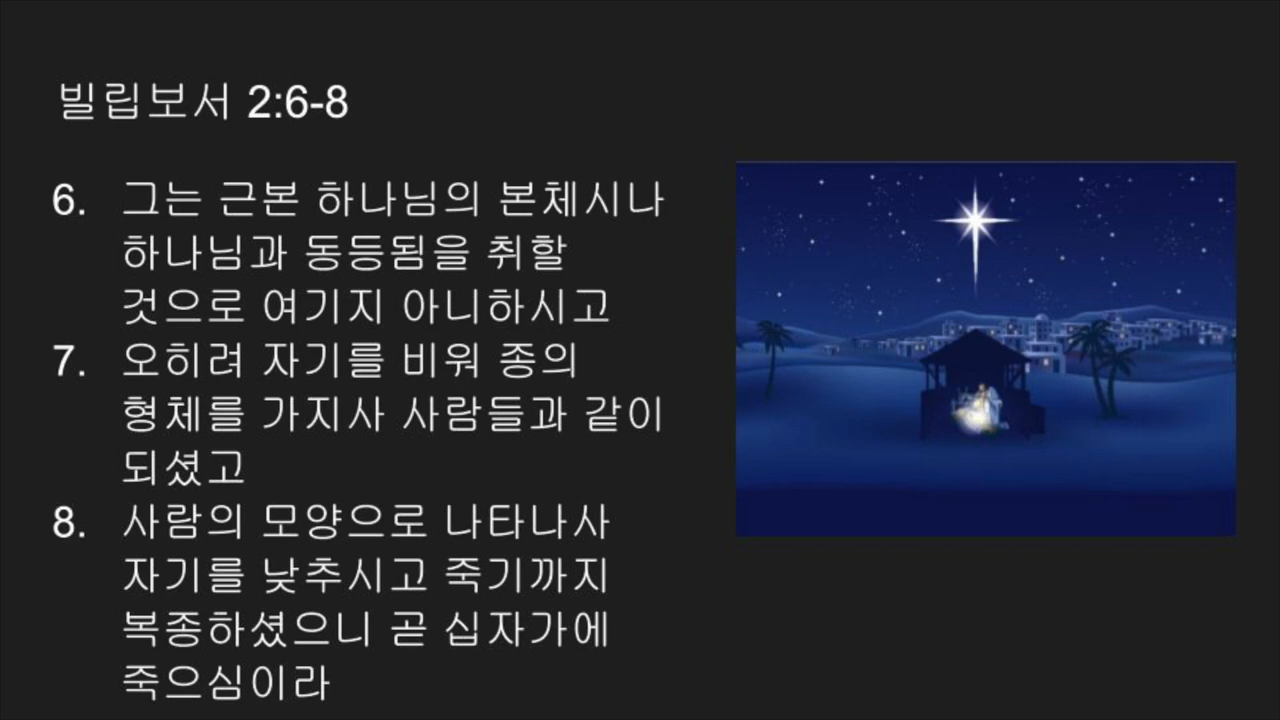 빌립보서 2:6-8
6. 그는 근본 하나님의 본체시나
하나님과 동등됨을 취할
것으로 여기지 아니하시고
7. 오히려 자기를 비워 종의
형체를 가지사 사람들과 같이
되셨고
8. 사람의 모양으로 나타나사
자기를 낮추시고 죽기까지
복종하셨으니 곧 십자가에
죽으심이라